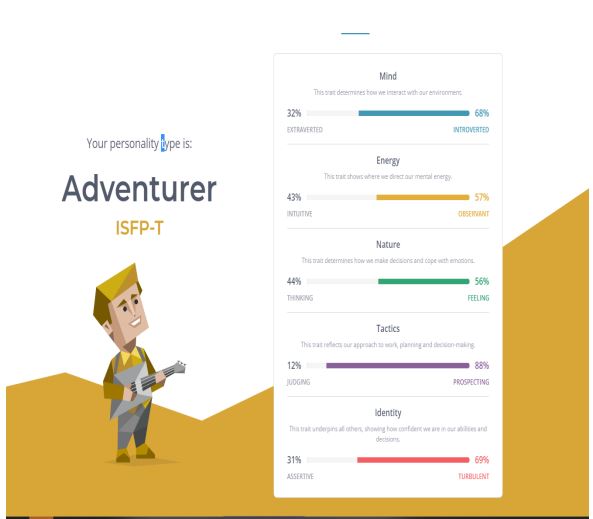 Your personality type is:
Adventurer
ISFP-T
Mind
This trait determines how we interact with our environment.
32% 68%
EXTRAVERTED INTROVERTED
Energy
This trait shows where we direct our mental energy.
43% 57%
INTUITIVE OBSERVANT
Nature
This trait determines how we make decisions and cope with emotions.
44% 56%
THINKING FEELING
Tactics
This trait reflects our approach to work, planning and decision-making.
12% 88%
JUDGING PROSPECTING
Identity
This trait underpins all others, showing how confident we are in our abilities and
decisions.
31% 69%
ASSERTIVE TURBULENT